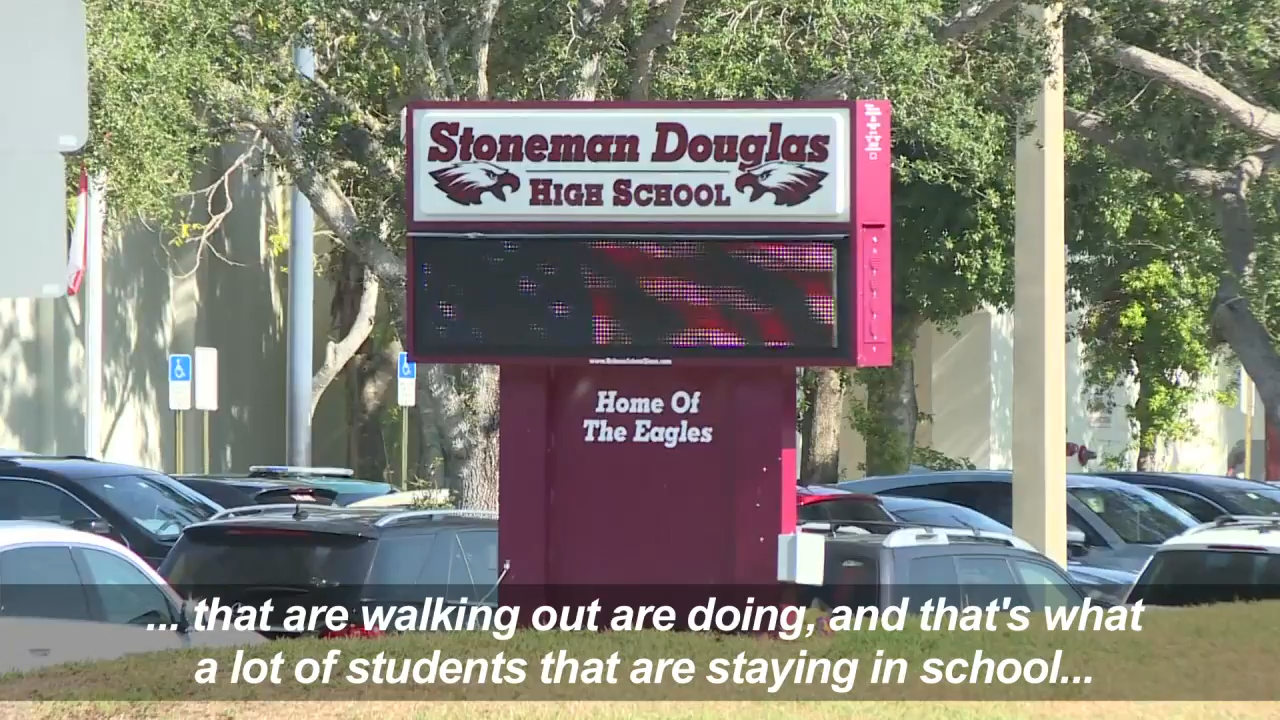 Stoneman Douglas
High School
Home Of
The Eagles
... that are walking out are doing, and that's what
a lot of students that are staying in school...